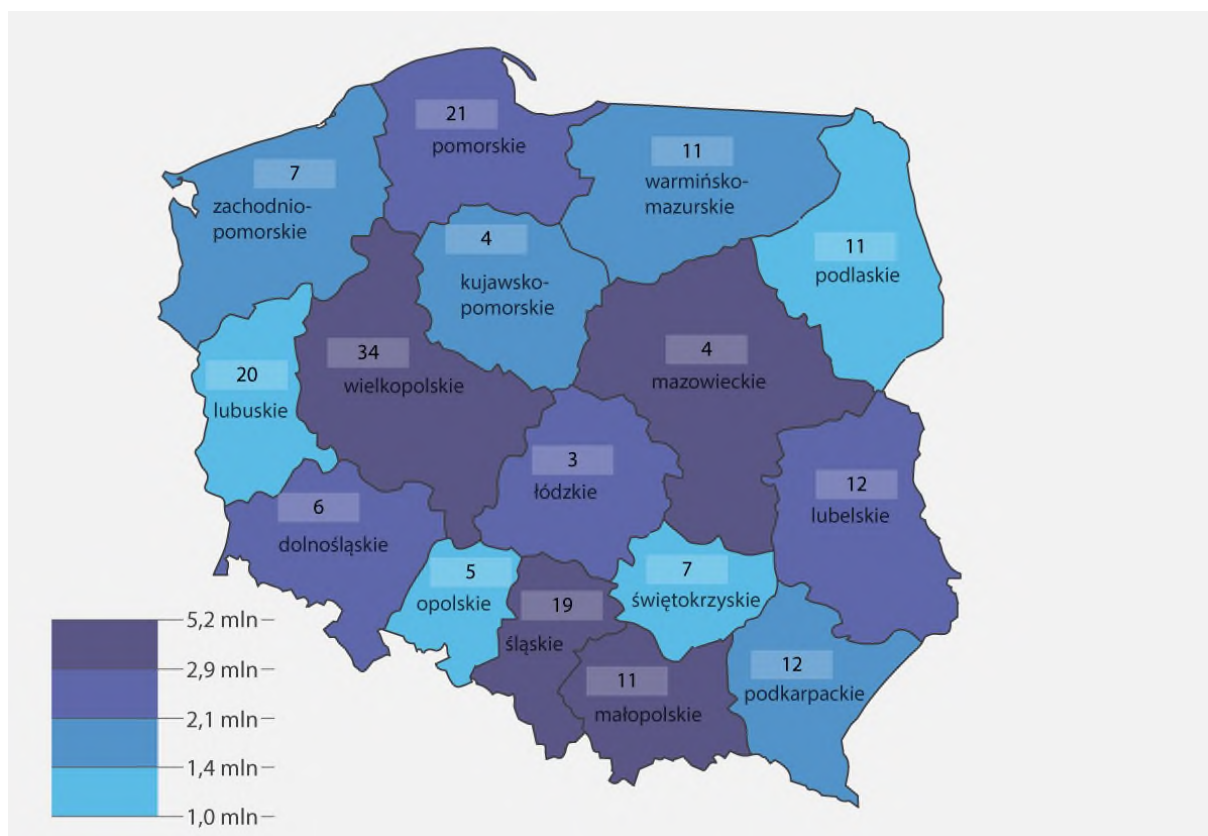 21
pomorskie
11
warmińsko-
mazurskie
7
zachodnio-
pomorskie
4
kujawsko-
pomorskie
11
podlaskie
34
wielkopolskie
4
mazowieckie
20
lubuskie
3
łódzkie
12
lubelskie
6
dolnośląskie
5
opolskie
7
świętokrzyskie
19
śląskie
11
małopolskie
12
podkarpackie
5,2 mln
2,9 mln
2,1 mln
1,4 mln
1,0 mln